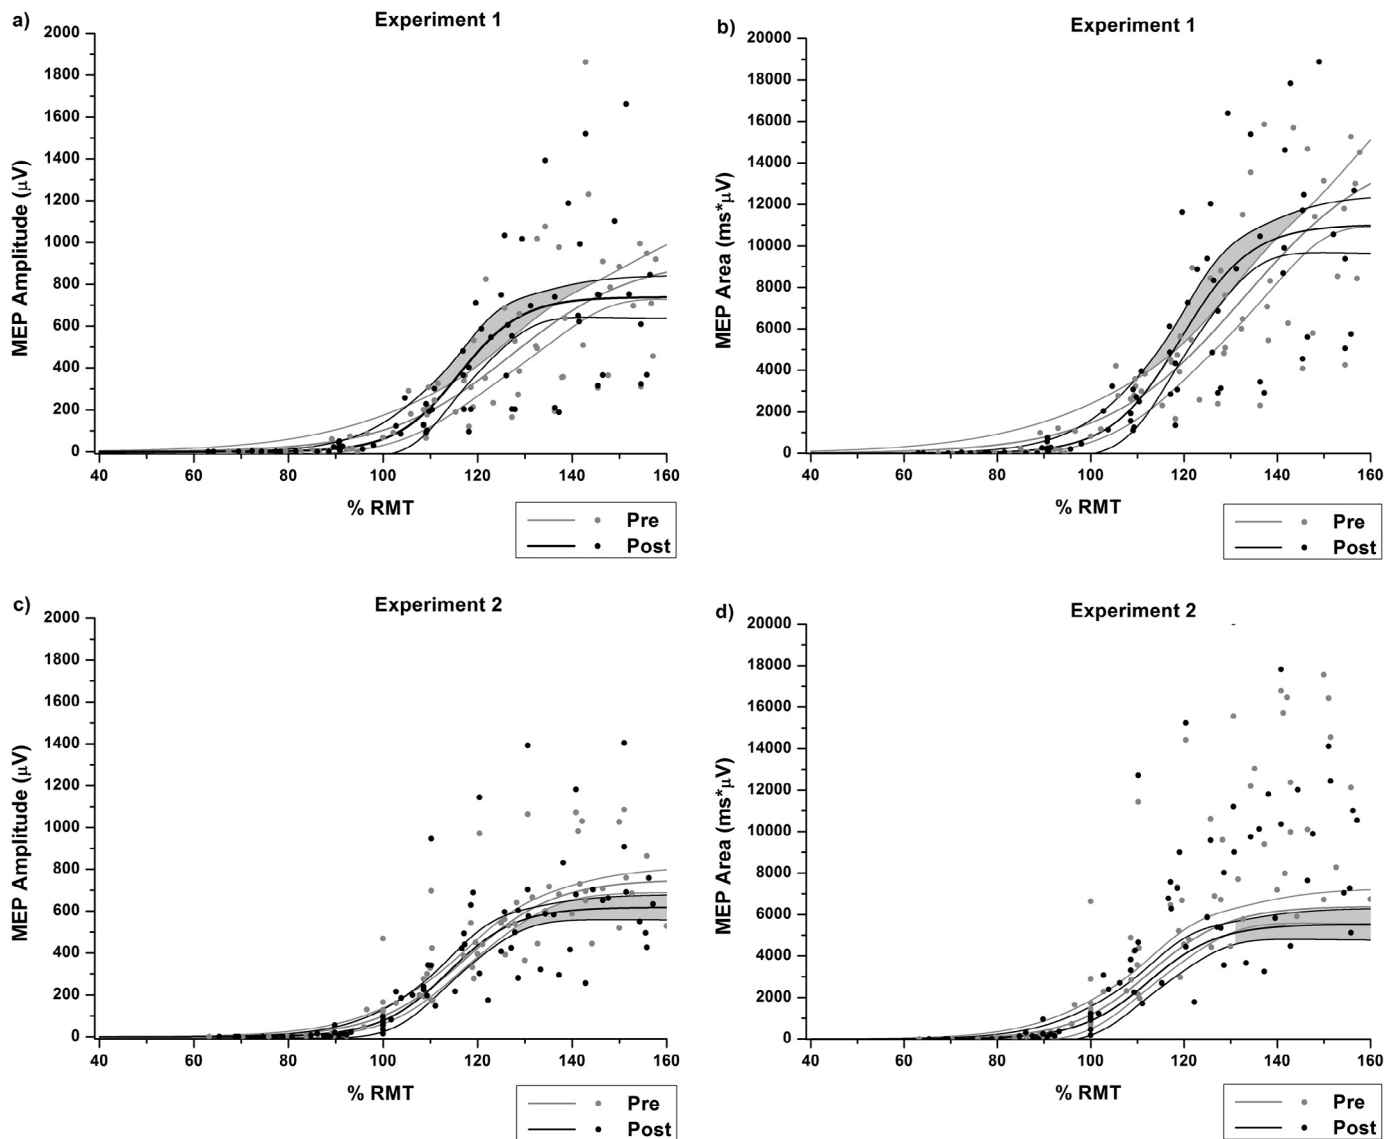 a)
Experiment 1
2000
1800
1600
1400
1200
1000
800
600
400
200
0
MEP Amplitude (µV)
40 60 80 100 120 140 160
% RMT
Pre
Post
b)
Experiment 1
20000
18000
16000
14000
12000
10000
8000
6000
4000
2000
0
MEP Area (ms*µV)
40 60 80 100 120 140 160
% RMT
Pre
Post
c)
Experiment 2
2000
1800
1600
1400
1200
1000
800
600
400
200
0
MEP Amplitude (µV)
40 60 80 100 120 140 160
% RMT
Pre
Post
d)
Experiment 2
20000
18000
16000
14000
12000
10000
8000
6000
4000
2000
0
MEP Area (ms*µV)
40 60 80 100 120 140 160
% RMT
Pre
Post